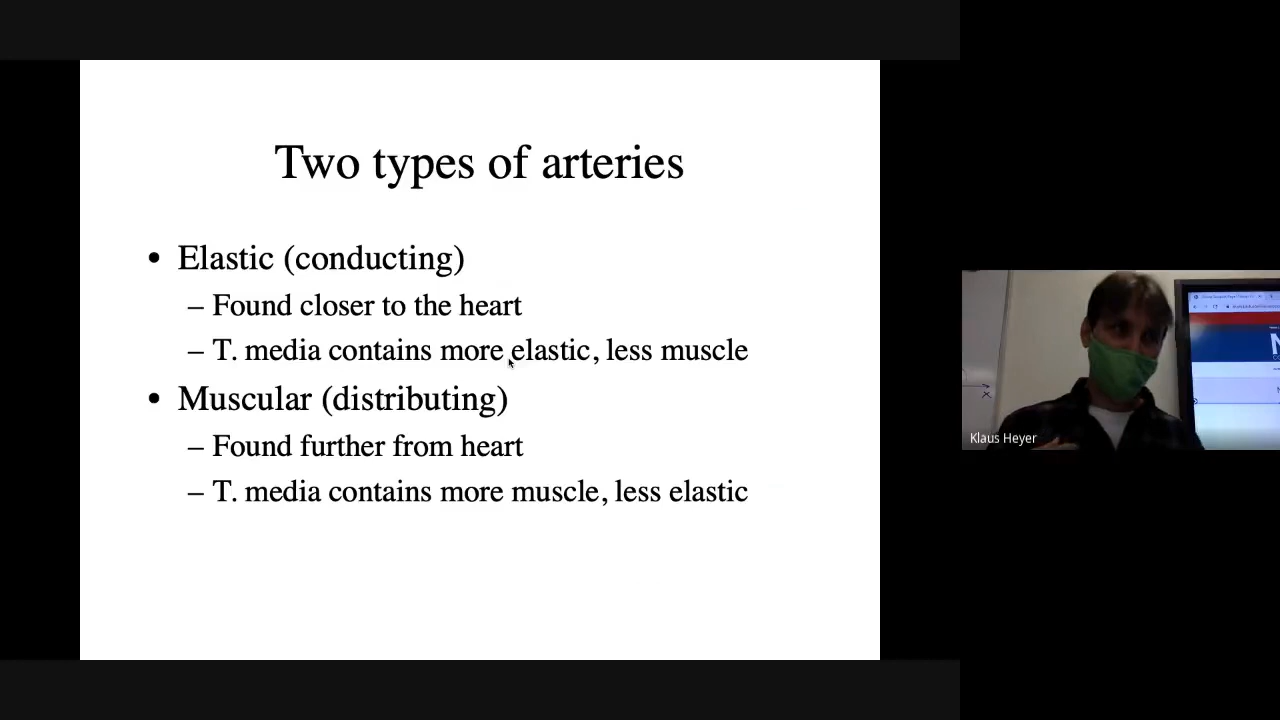 Two types of arteries
• Elastic (conducting)
– Found closer to the heart
– T. media contains more elastic, less muscle
• Muscular (distributing)
– Found further from heart
– T. media contains more muscle, less elastic
Klaus Heyer
X
N